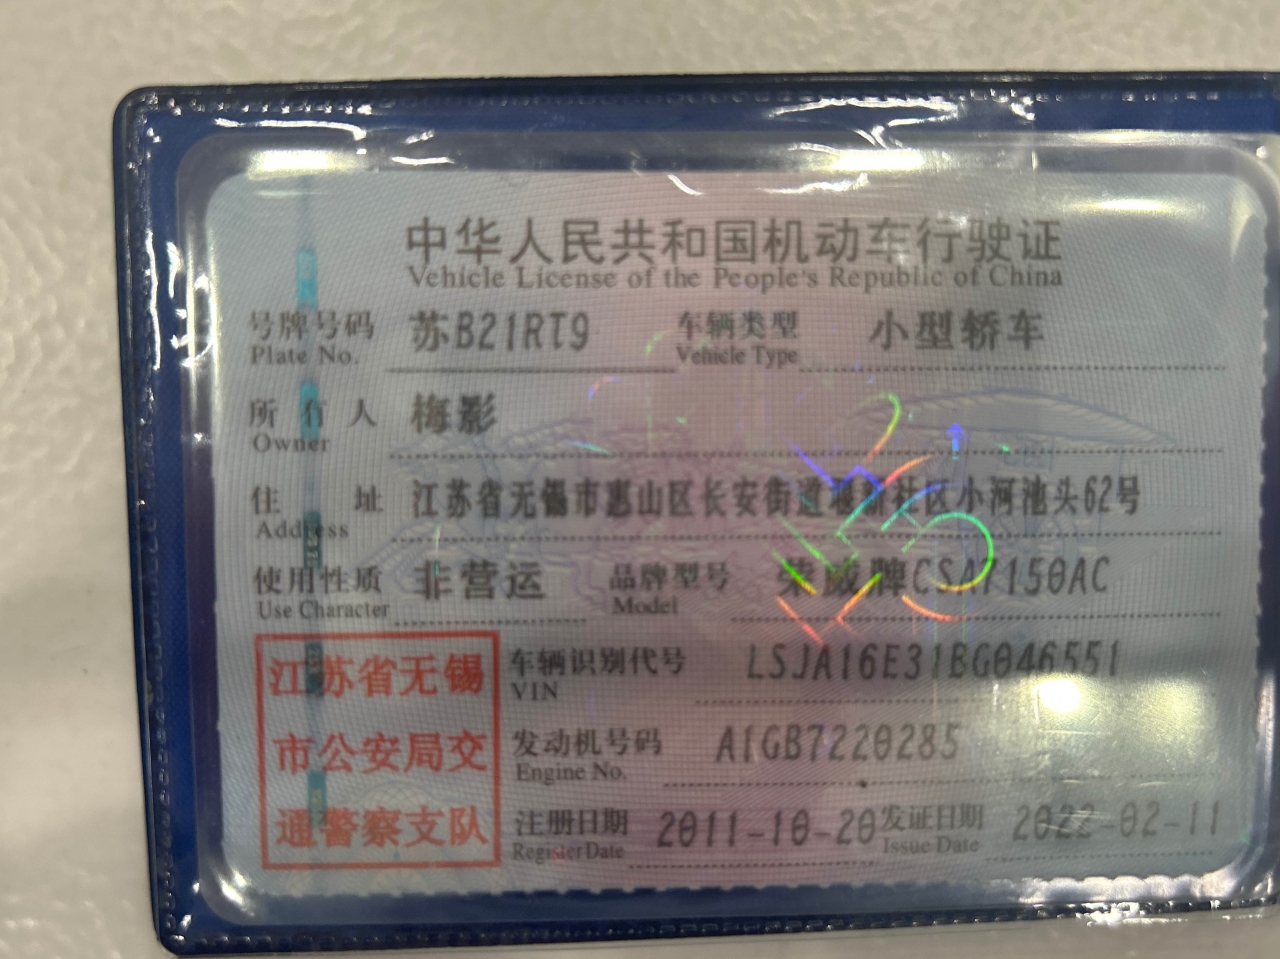 中华人民共和国机动车行驶证
Vehicle License of the People's Republic of China
号牌号码 苏B21RT9 车辆类型 小型轿车
Plate No. Vehicle Type
所有人 梅影
Owner
住址 江苏省无锡市惠山区长安街道堰新社区小河池头62号
Address
使用性质 非营运 品牌型号 荣威牌CSA7150AC
Use Character Model
江苏省无锡
市公安局交
通警察支队
车辆识别代号 LSJA16E31BG046551
VIN
发动机号码 A1GB7220285
Engine No.
注册日期 2011-10-20 发证日期 2022-02-11
Register Date Issue Date